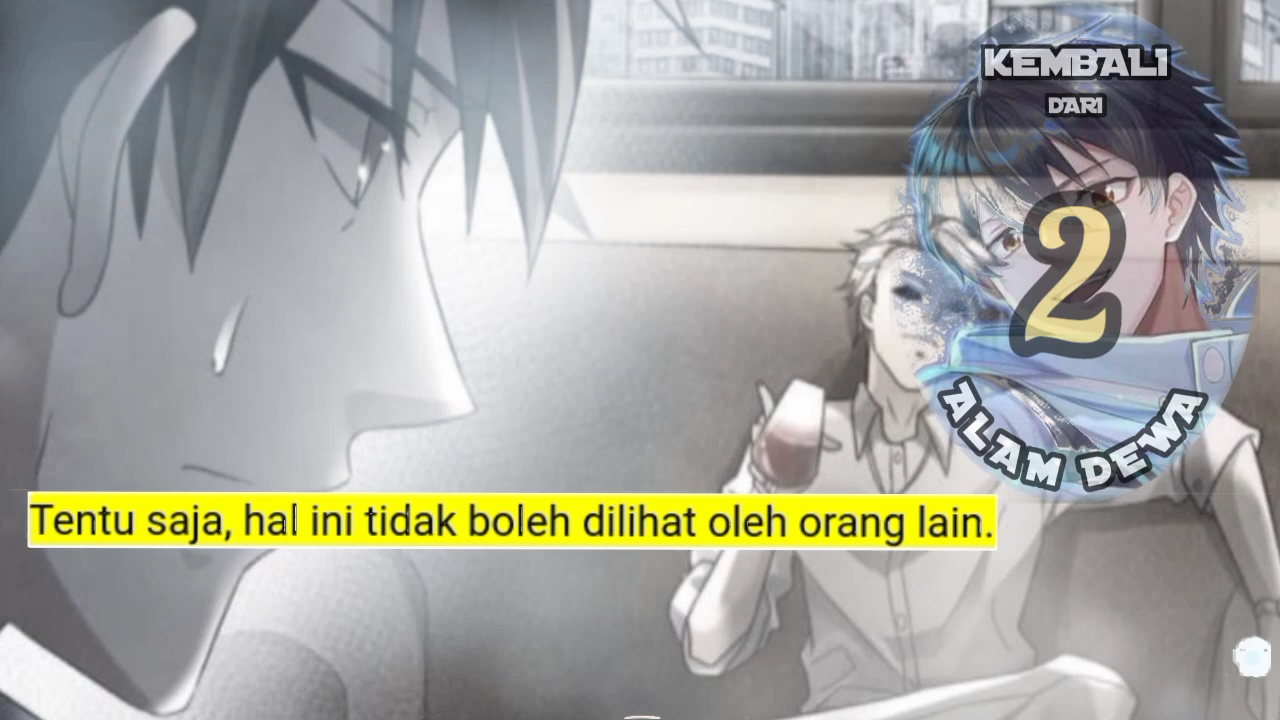 KEMBALI
DARI
2
ALAM DEWA
Tentu saja, hal ini tidak boleh dilihat oleh orang lain.